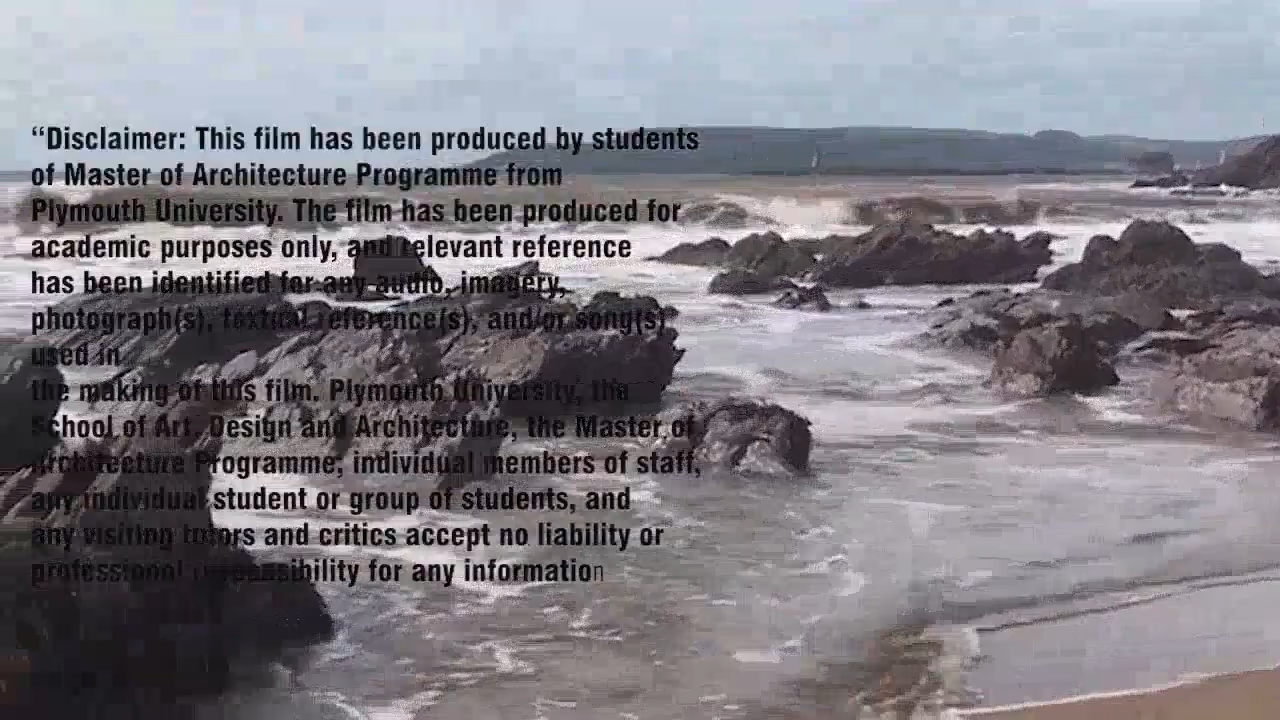 “Disclaimer: This film has been produced by students
of Master of Architecture Programme from
Plymouth University. The film has been produced for
academic purposes only, and relevant reference
has been identified for any audio, imagery,
photograph(s), textual reference(s), and/or song(s)
used in
the making of this film. Plymouth University, the
School of Art, Design and Architecture, the Master of
Architecture Programme, individual members of staff,
any individual student or group of students, and
any visiting tutors and critics accept no liability or
professional responsibility for any information